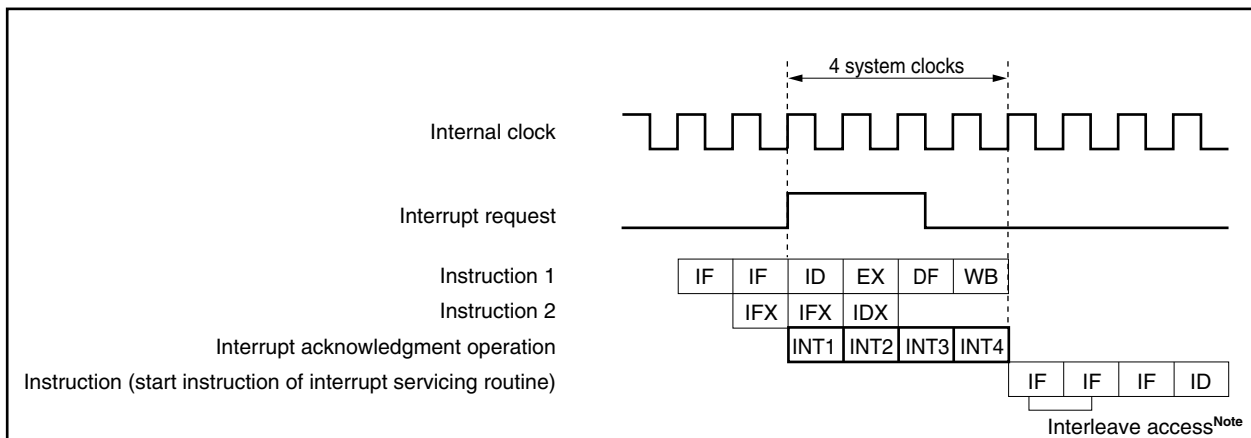 4 system clocks
Internal clock
Interrupt request
Instruction 1 IF IF ID EX DF WB
Instruction 2 IFX IFX IDX
Interrupt acknowledgment operation INT1 INT2 INT3 INT4
Instruction (start instruction of interrupt servicing routine) IF IF IF ID
Interleave accessNote